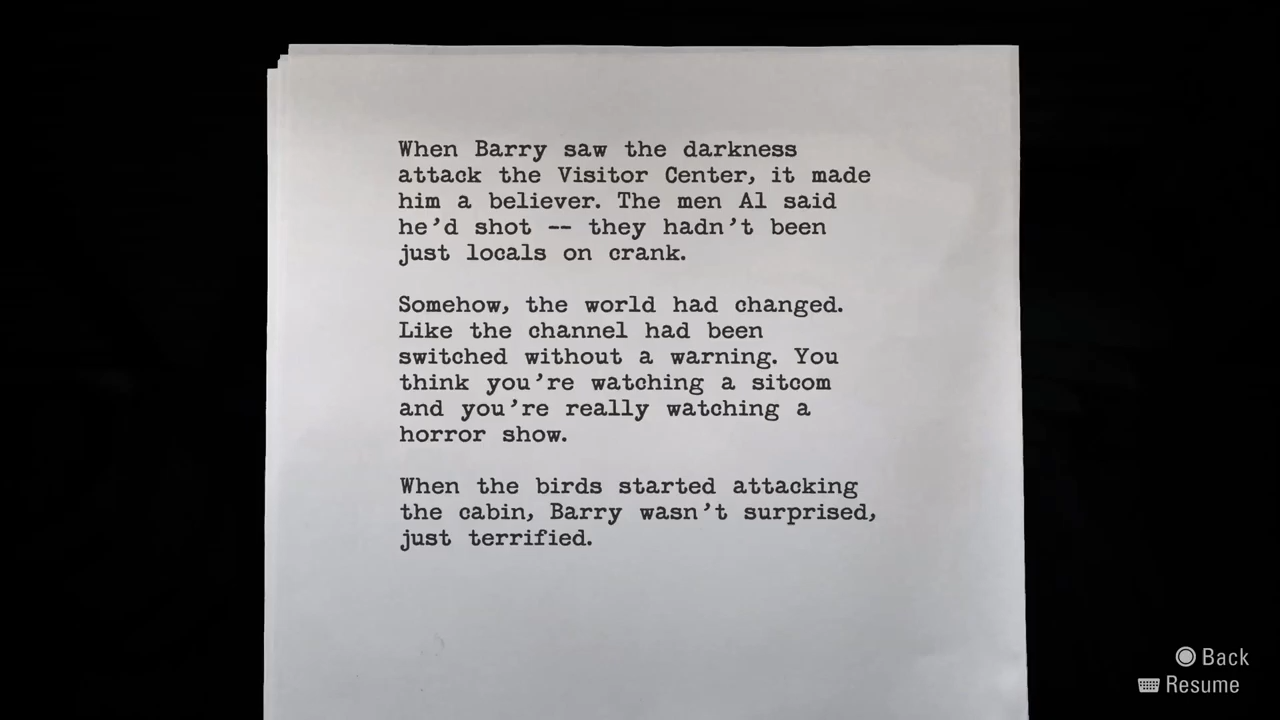 When Barry saw the darkness
attack the Visitor Center, it made
him a believer. The men Al said
he’d shot -- they hadn’t been
just locals on crank.
Somehow, the world had changed.
Like the channel had been
switched without a warning. You
think you’re watching a sitcom
and you’re really watching a
horror show.
When the birds started attacking
the cabin, Barry wasn’t surprised,
just terrified.
Back
Resume